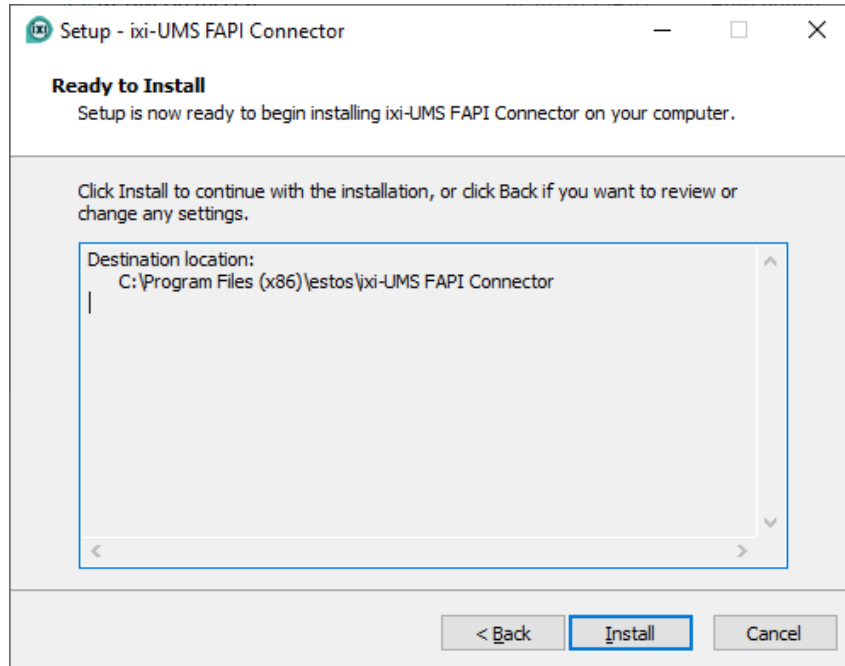 Setup - ixi-UMS FAPI Connector
Ready to Install
Setup is now ready to begin installing ixi-UMS FAPI Connector on your computer.
Click Install to continue with the installation, or click Back if you want to review or
change any settings.
Destination location:
C:\Program Files (x86)\estos\ixi-UMS FAPI Connector
< Back
Install
Cancel